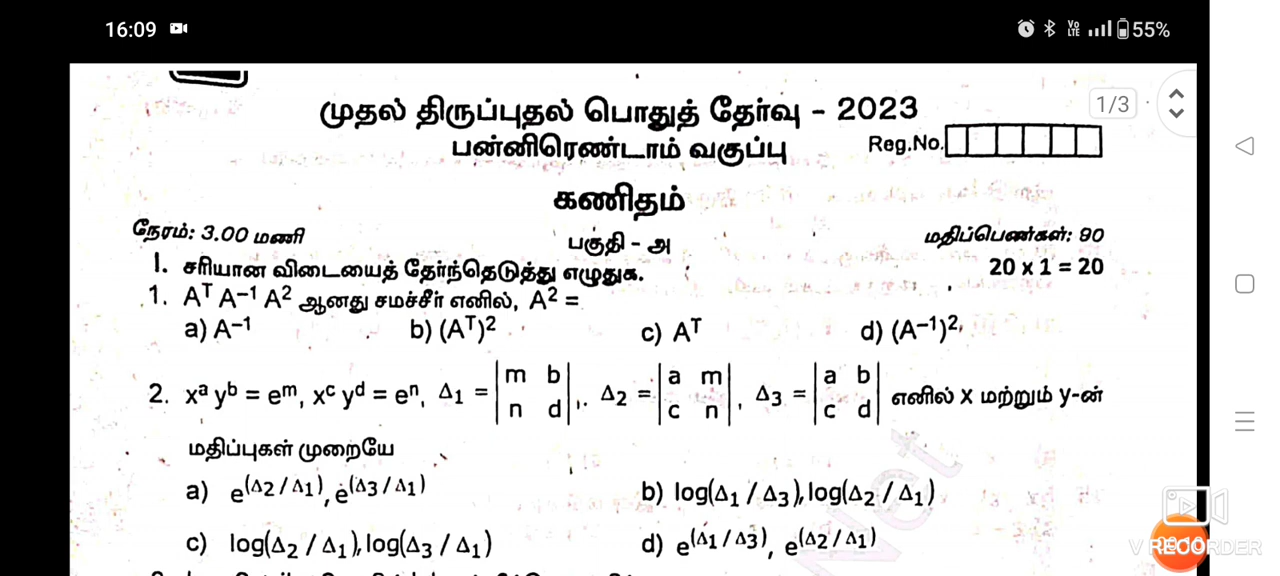 16:09
Vo LTE 55%
முதல் திருப்புதல் பொதுத் தேர்வு - 2023
1/3
பன்னிரெண்டாம் வகுப்பு
Reg.No.
கணிதம்
நேரம்: 3.00 மணி
பகுதி - அ
மதிப்பெண்கள்: 90
I. சரியான விடையைத் தேர்ந்தெடுத்து எழுதுக. 20 x 1 = 20
1. Aᵀ A⁻¹ A² ஆனது சமச்சீர் எனில், A² =
a) A⁻¹ b) (Aᵀ)² c) Aᵀ d) (A⁻¹)²
2. xᵃ yᵇ = eᵐ, xᶜ yᵈ = eⁿ, Δ₁ = |m b; n d|, Δ₂ = |a m; c n|, Δ₃ = |a b; c d| எனில் x மற்றும் y-ன்
மதிப்புகள் முறையே
a) e^(Δ2 / Δ1), e^(Δ3 / Δ1) b) log(Δ₁ / Δ₃), log(Δ₂ / Δ₁)
c) log(Δ₂ / Δ₁), log(Δ₃ / Δ₁) d) e^(Δ1 / Δ3), e^(Δ2 / Δ1)
V RECORDER